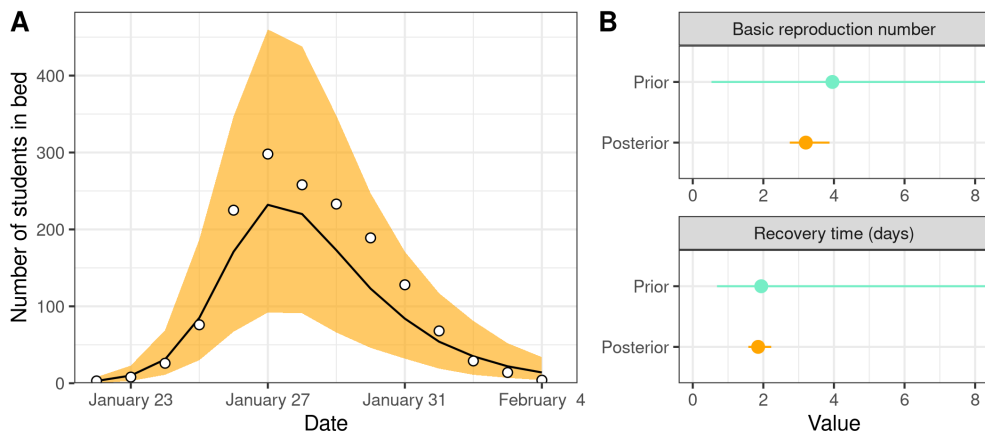 A
Number of students in bed
400
300
200
100
0
January 23
January 27
January 31
February 4
Date
B
Basic reproduction number
Prior
Posterior
0
2
4
6
8
Recovery time (days)
Prior
Posterior
0
2
4
6
8
Value